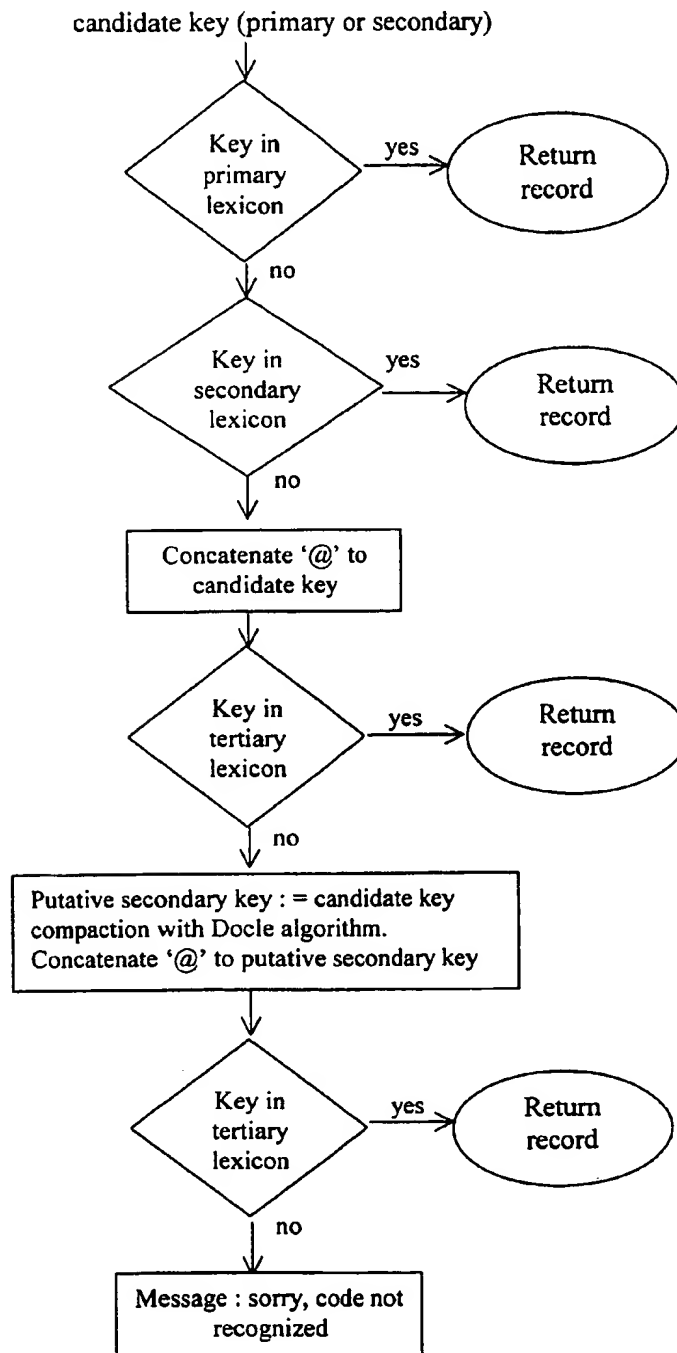 candidate key (primary or secondary)
Key in
primary
lexicon
yes
Return
record
no
Key in
secondary
lexicon
yes
Return
record
no
Concatenate ‘@’ to
candidate key
Key in
tertiary
lexicon
yes
Return
record
no
Putative secondary key : = candidate key
compaction with Docle algorithm.
Concatenate ‘@’ to putative secondary key
Key in
tertiary
lexicon
yes
Return
record
no
Message : sorry, code not
recognized